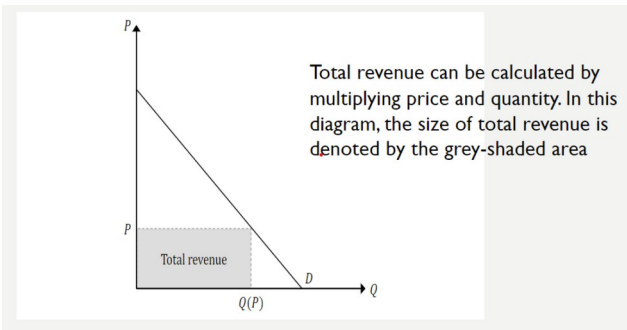 P
Total revenue can be calculated by
multiplying price and quantity. In this
diagram, the size of total revenue is
denoted by the grey-shaded area
P
Total revenue
D
Q
Q(P)